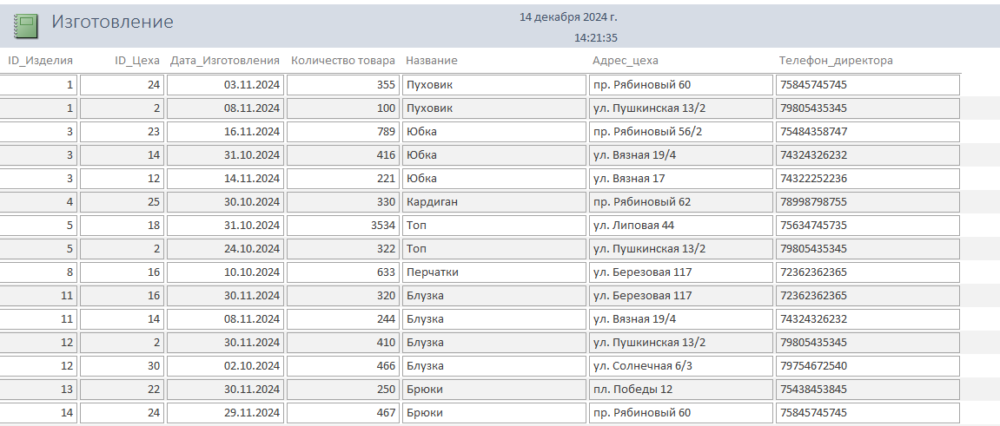 Изготовление
14 декабря 2024 г.
14:21:35
ID_Изделия ID_Цеха Дата_Изготовления Количество товара Название Адрес_цеха Телефон_директора
1 24 03.11.2024 355 Пуховик пр. Рябиновый 60 75845745745
1 2 08.11.2024 100 Пуховик ул. Пушкинская 13/2 79805435345
3 23 16.11.2024 789 Юбка пр. Рябиновый 56/2 75484358747
3 14 31.10.2024 416 Юбка ул. Вязная 19/4 74324326232
3 12 14.11.2024 221 Юбка ул. Вязная 17 74322252236
4 25 30.10.2024 330 Кардиган пр. Рябиновый 62 78998798755
5 18 31.10.2024 3534 Топ ул. Липовая 44 75634745735
5 2 24.10.2024 322 Топ ул. Пушкинская 13/2 79805435345
8 16 10.10.2024 633 Перчатки ул. Березовая 117 72362362365
11 16 30.11.2024 320 Блузка ул. Березовая 117 72362362365
11 14 08.11.2024 244 Блузка ул. Вязная 19/4 74324326232
12 2 30.11.2024 410 Блузка ул. Пушкинская 13/2 79805435345
12 30 02.10.2024 466 Блузка ул. Солнечная 6/3 79754672540
13 22 30.11.2024 250 Брюки пл. Победы 12 75438453845
14 24 29.11.2024 467 Брюки пр. Рябиновый 60 75845745745